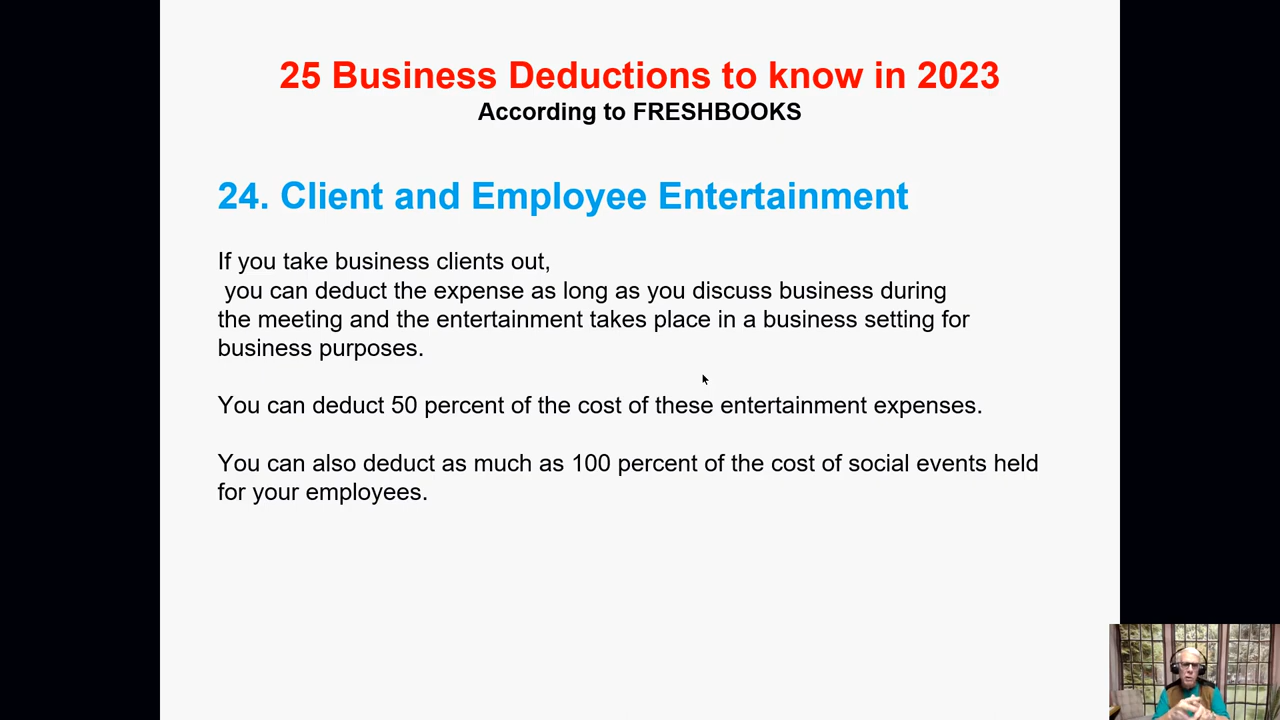 25 Business Deductions to know in 2023
According to FRESHBOOKS
24. Client and Employee Entertainment
If you take business clients out,
you can deduct the expense as long as you discuss business during
the meeting and the entertainment takes place in a business setting for
business purposes.
You can deduct 50 percent of the cost of these entertainment expenses.
You can also deduct as much as 100 percent of the cost of social events held
for your employees.